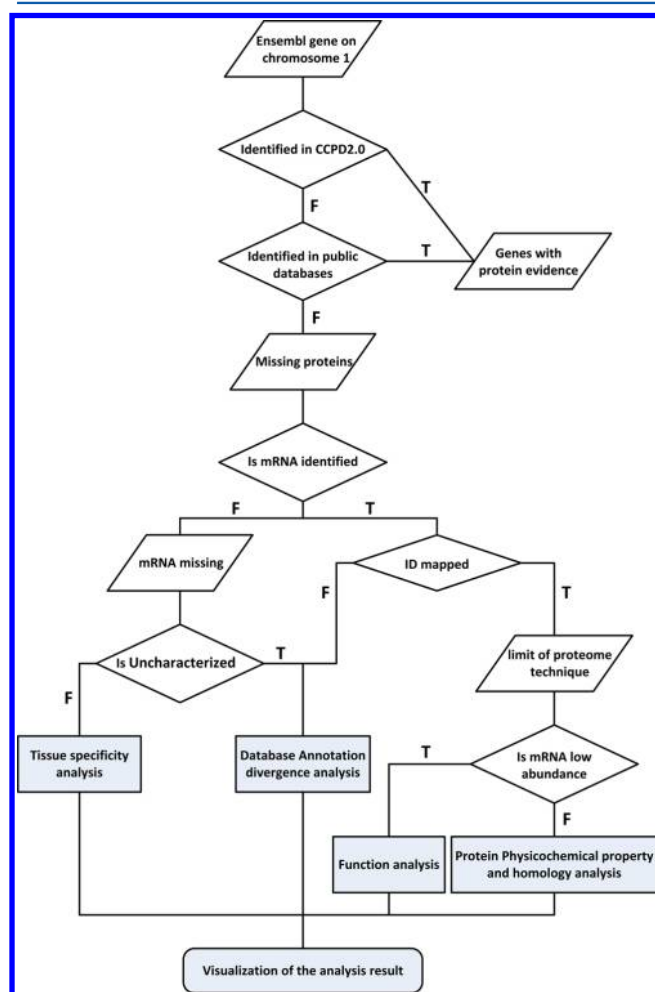 Ensembl gene on
chromosome 1
Identified in CCPD2.0
T
F
Identified in public
databases
T
Genes with
protein evidence
F
Missing proteins
Is mRNA identified
F
T
mRNA missing
ID mapped
F
T
Is Uncharacterized
T
limit of proteome
technique
F
Tissue specificity
analysis
Database Annotation
divergence analysis
T
Is mRNA low
abundance
F
Function analysis
Protein Physicochemical property
and homology analysis
Visualization of the analysis result